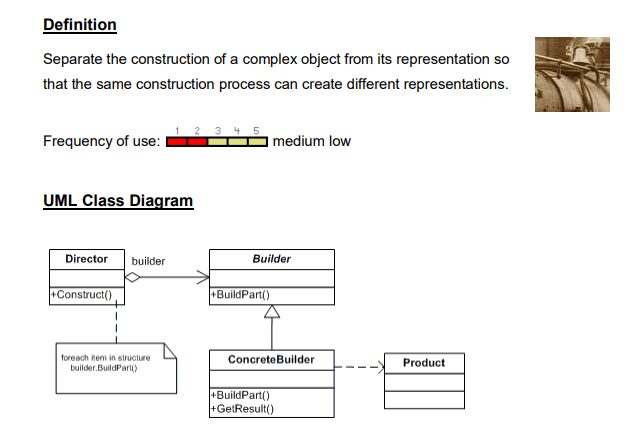 Definition
Separate the construction of a complex object from its representation so
that the same construction process can create different representations.
1 2 3 4 5
Frequency of use: medium low
UML Class Diagram
Director
builder
Builder
+Construct()
+BuildPart()
foreach item in structure
builder.BuildPart()
ConcreteBuilder
Product
+BuildPart()
+GetResult()